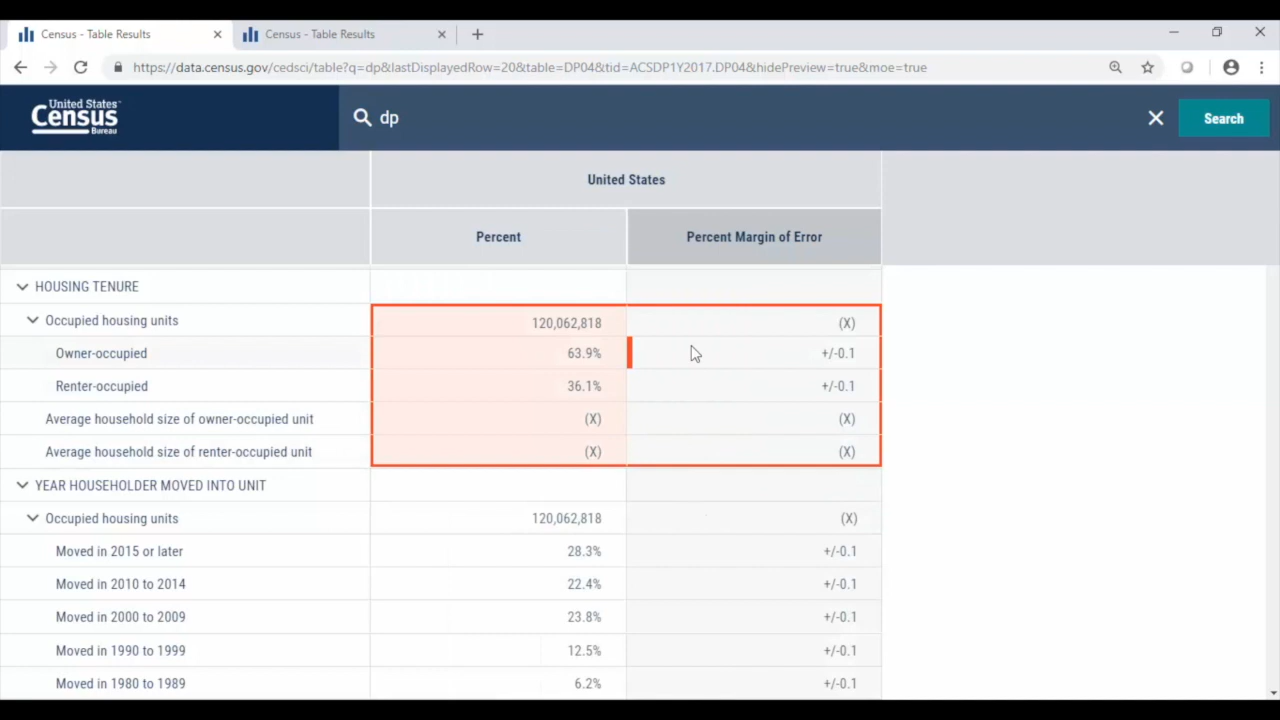 Census - Table Results
Census - Table Results
https://data.census.gov/cedsci/table?q=dp&lastDisplayedRow=20&table=DP04&tid=ACSDP1Y2017.DP04&hidePreview=true&moe=true
United States
Census
Bureau
dp
Search
United States
Percent Percent Margin of Error
HOUSING TENURE
Occupied housing units 120,062,818 (X)
Owner-occupied 63.9% +/-0.1
Renter-occupied 36.1% +/-0.1
Average household size of owner-occupied unit (X) (X)
Average household size of renter-occupied unit (X) (X)
YEAR HOUSEHOLDER MOVED INTO UNIT
Occupied housing units 120,062,818 (X)
Moved in 2015 or later 28.3% +/-0.1
Moved in 2010 to 2014 22.4% +/-0.1
Moved in 2000 to 2009 23.8% +/-0.1
Moved in 1990 to 1999 12.5% +/-0.1
Moved in 1980 to 1989 6.2% +/-0.1